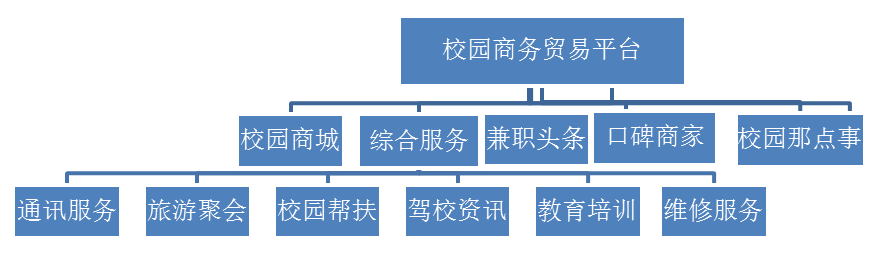 校园商务贸易平台
校园商城
综合服务
兼职头条
口碑商家
校园那点事
通讯服务
旅游聚会
校园帮扶
驾校资讯
教育培训
维修服务